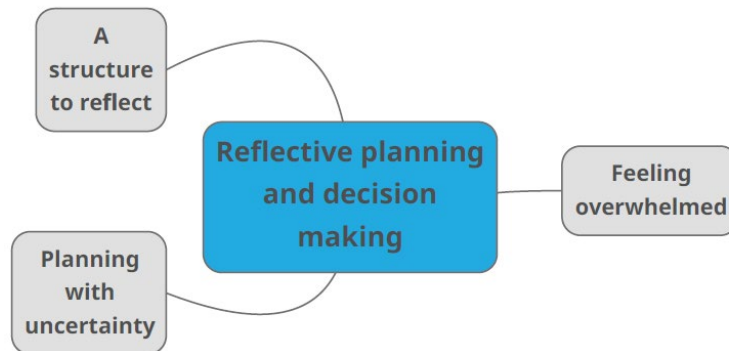 A
structure
to reflect
Reflective planning
and decision
making
Feeling
overwhelmed
Planning
with
uncertainty